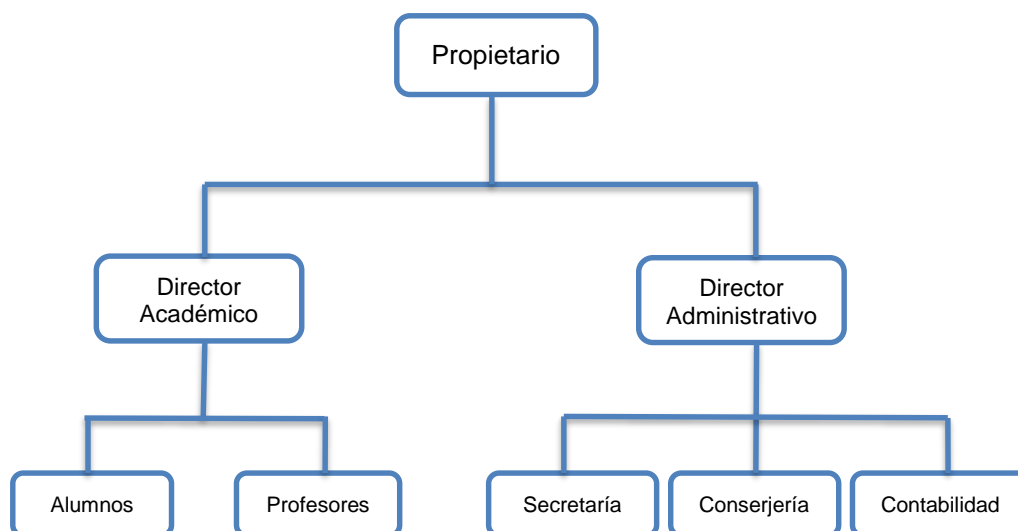 Propietario
Director
Académico
Director
Administrativo
Alumnos
Profesores
Secretaría
Conserjería
Contabilidad